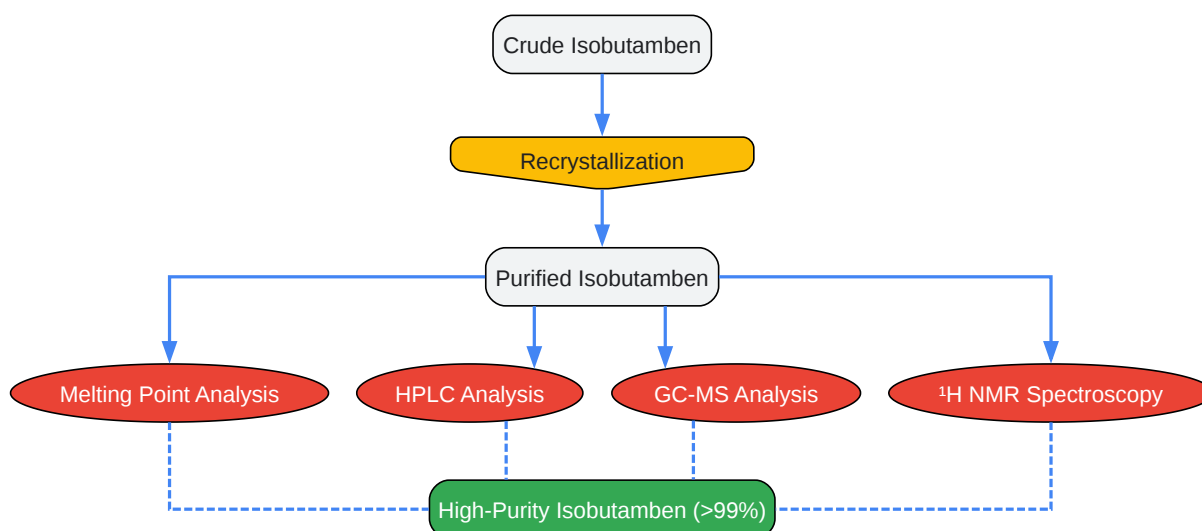 Crude Isobutamben
Recrystallization
Purified Isobutamben
Melting Point Analysis
HPLC Analysis
GC-MS Analysis
¹H NMR Spectroscopy
High-Purity Isobutamben (>99%)